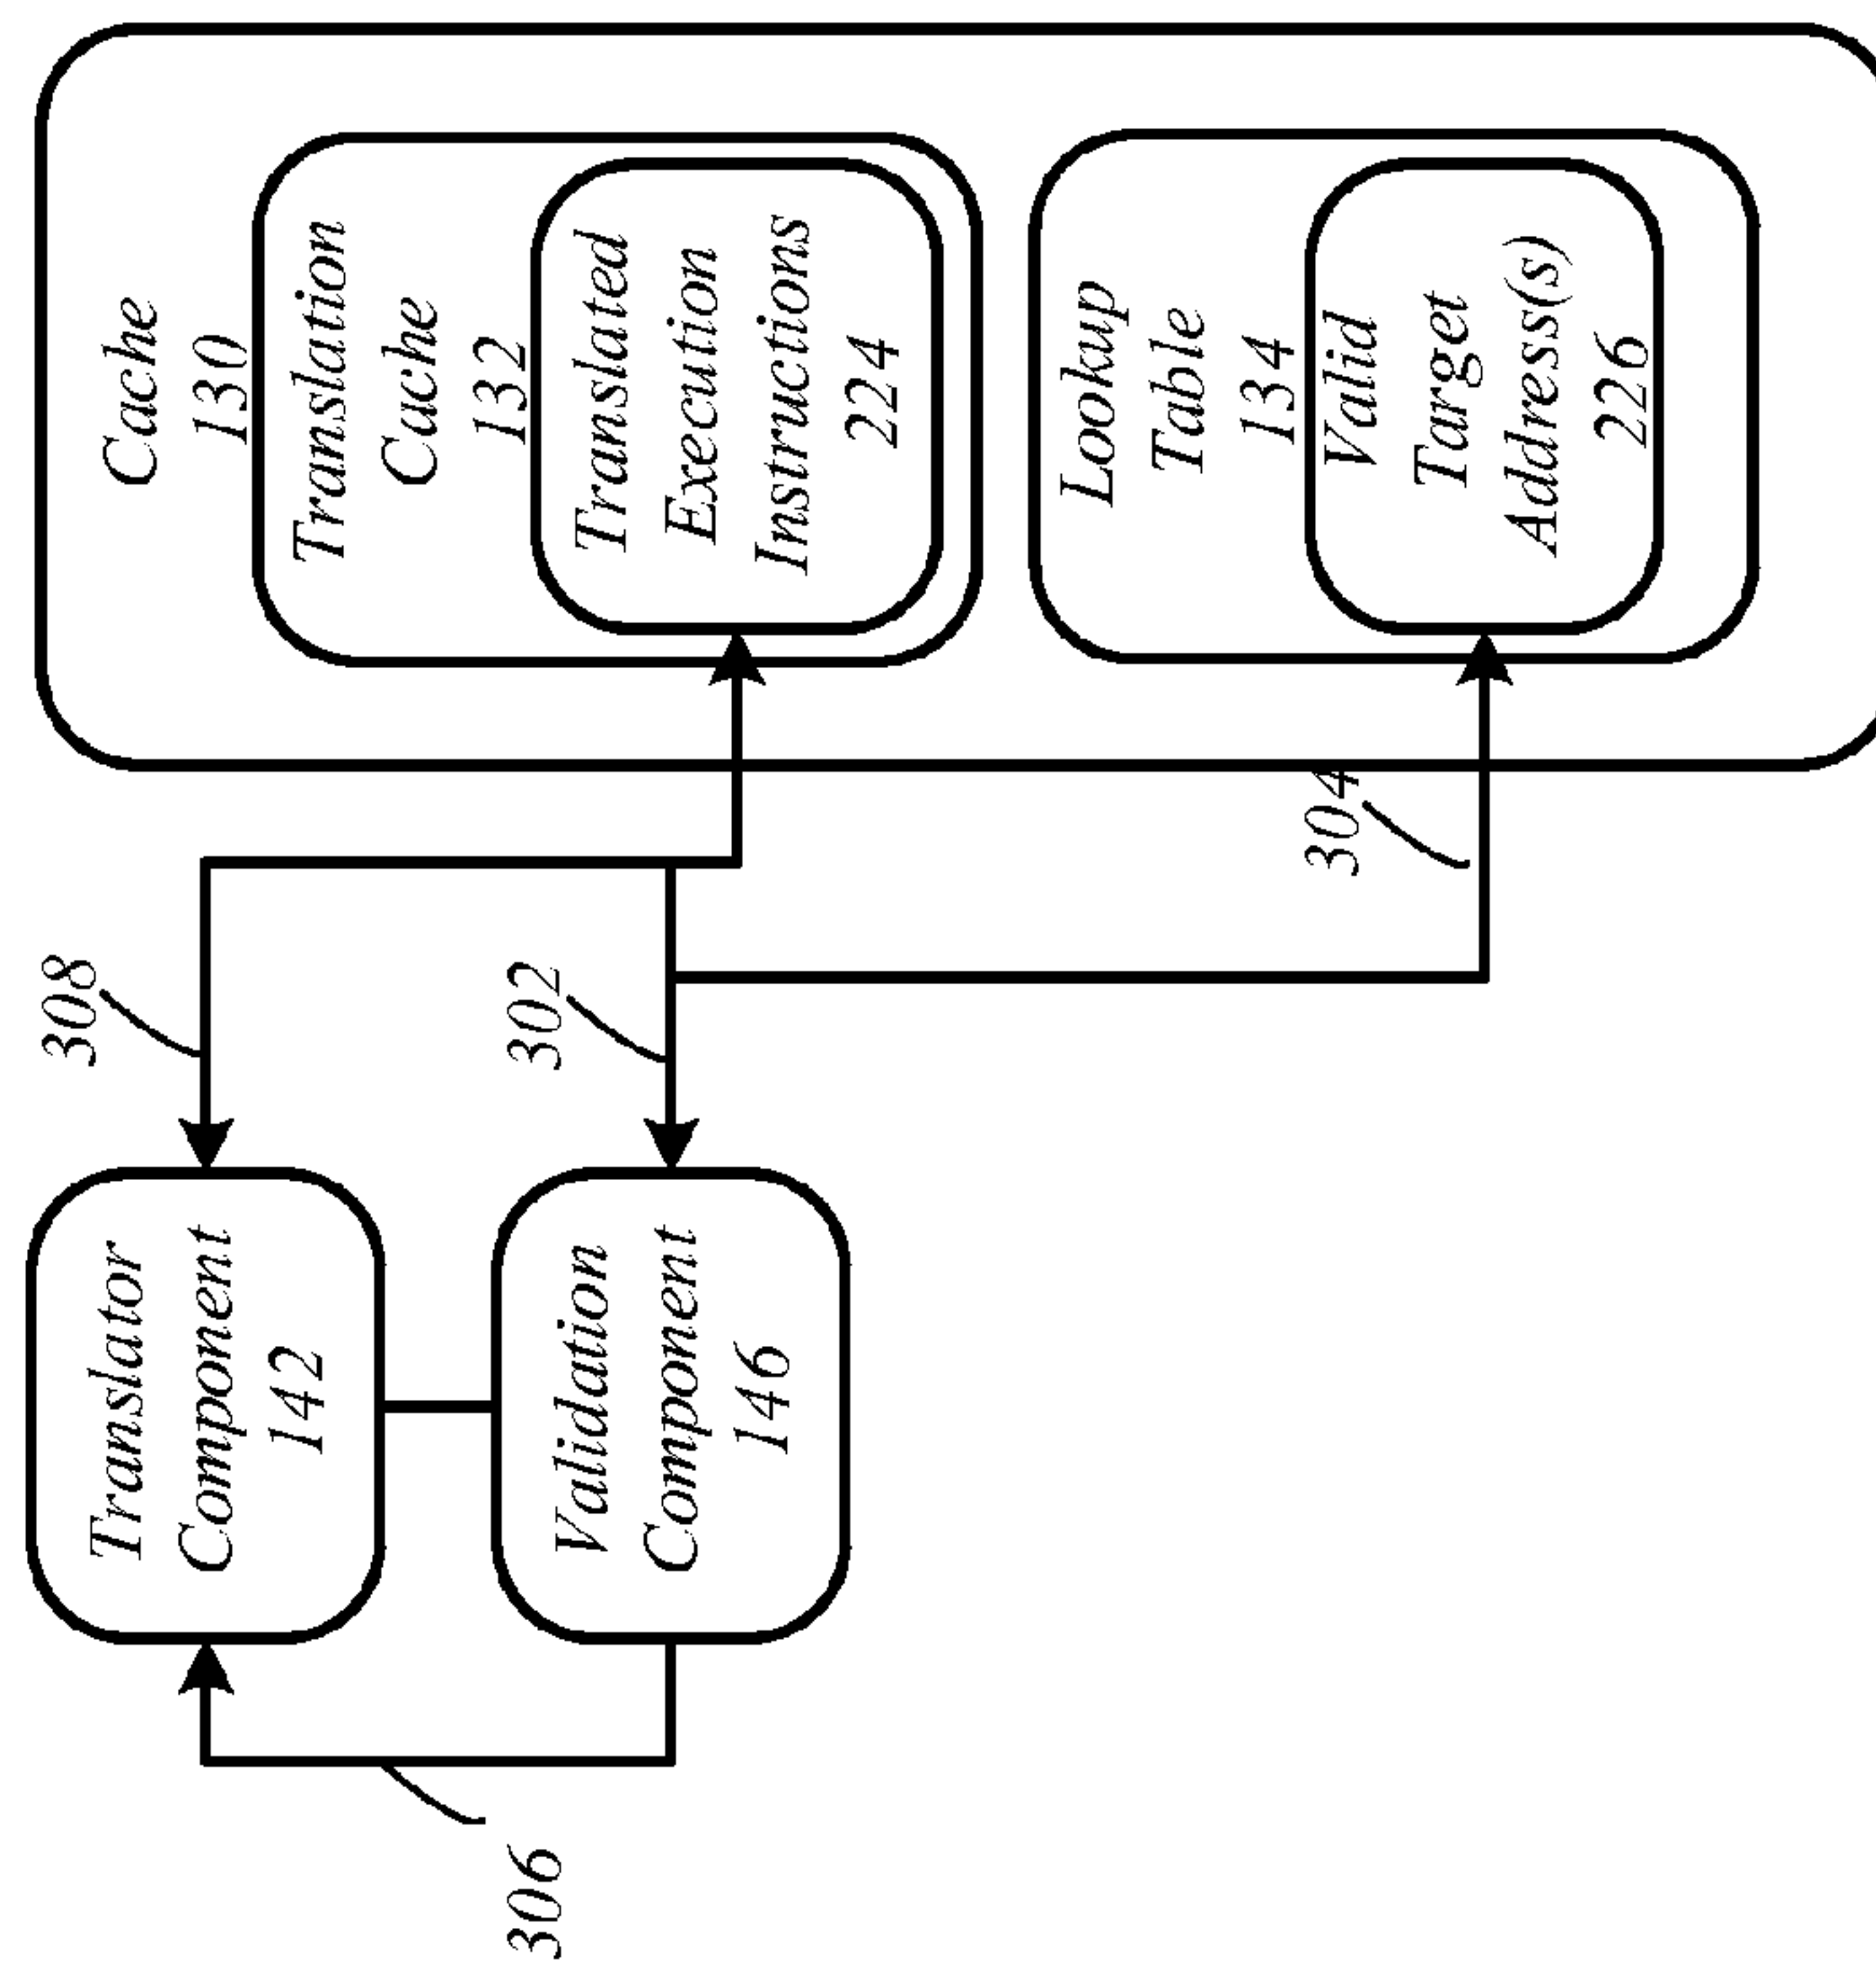 306
Translator
Component
142
308
Validation
Component
146
302
304
Cache
130
Translation
Cache
132
Translated
Execution
Instructions
224
Lookup
Table
134
Valid
Target
Address(s)
226